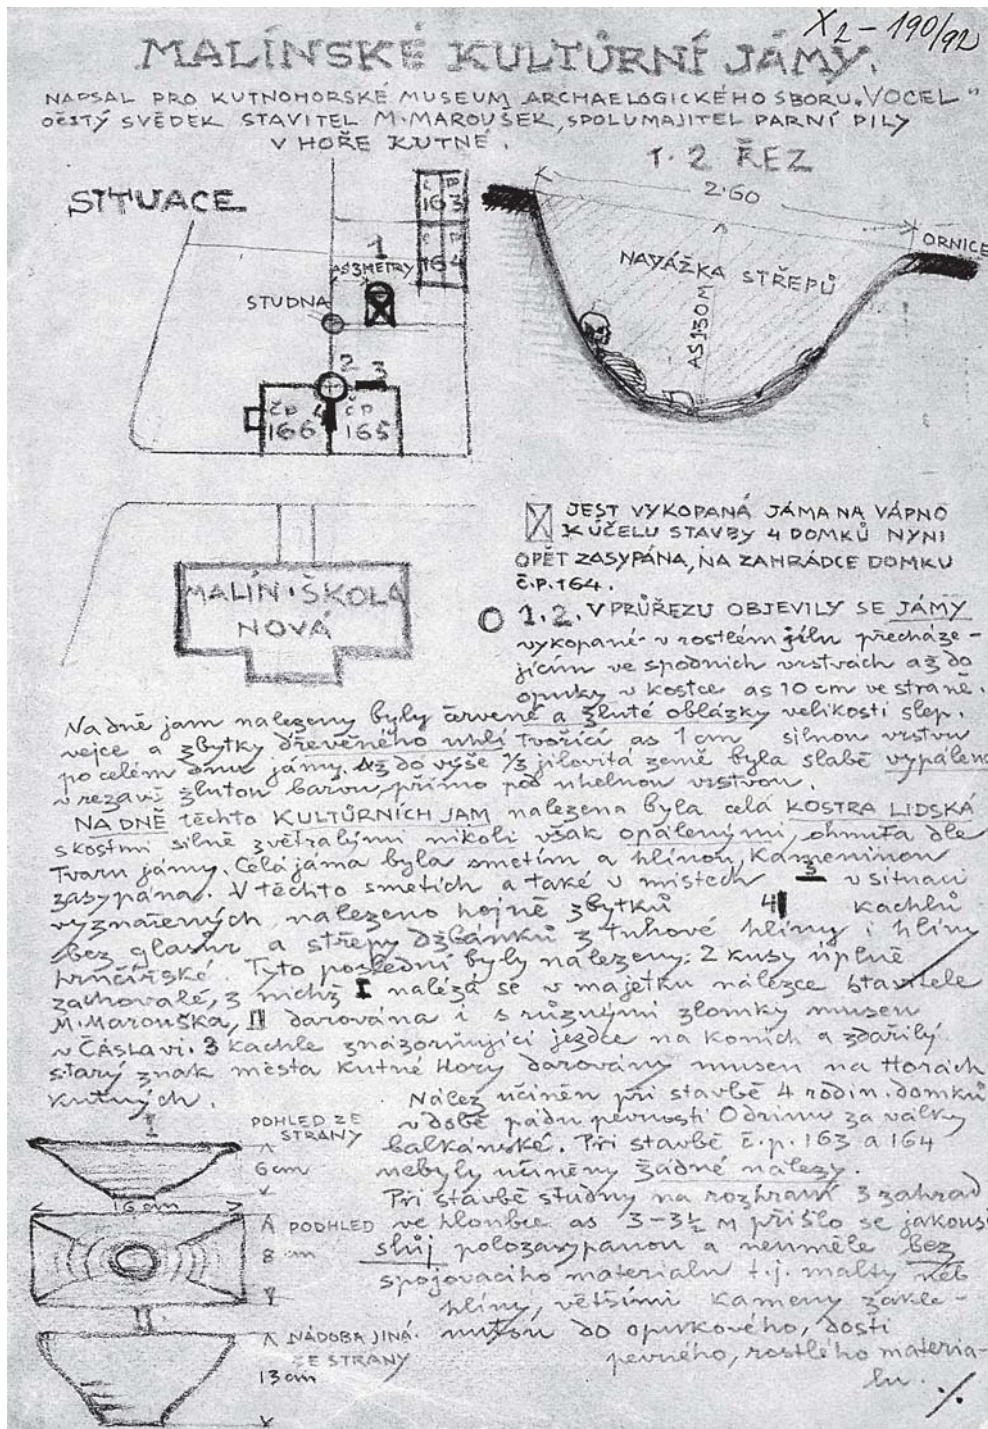 X2-190/92
MALÍNSKÉ KULTURNÍ JÁMY.
NAPSAL PRO KUTNOHORSKÉ MUSEUM ARCHAELOGICKÉHO SBORU „VOCEL"
OČITÝ SVĚDEK STAVITEL M. MAROUŠEK, SPOLUMAJITEL PARNÍ PILY
V HOŘE KUTNÉ.
SITUACE
163
164
1
AS 3 METRY
STUDNA
2 3
4
ČP ČP
166 165
1. 2 ŘEZ
2·60
ORNICE
NAVÁŽKA STŘEPŮ
AS 1·30 M
MALÍN·ŠKOLA
NOVÁ
JEST VYKOPANÁ JÁMA NA VÁPNO
K ÚČELU STAVBY 4 DOMKŮ NYNI
OPĚT ZASYPÁNA, NA ZAHRÁDCE DOMKU
č.p. 164.
1.2. V PRŮŘEZU OBJEVILY SE JÁMY
vykopané v rostlém jílu přecháze-
jícím ve spodních vrstvách až do
opuky v kostce as 10 cm ve straně.
Na dně jam nalezeny byly červené a žluté oblázky velikosti slep.
vejce a zbytky dřevěného uhlí tvořící as 1 cm silnou vrstvu
po celém dnu jámy. Až do výše 1/3 jílovitá země byla slabě vypálena
v rezavě žlutou barvu, přímo pod uhelnou vrstvou.
NA DNĚ těchto KULTŮRNÍCH JAM nalezena byla celá KOSTRA LIDSKÁ
s kostmi silně zvětralými nikoli však opálenými, ohnutá dle
tvaru jámy. Celá jáma byla smetím a hlínou, kameninou
zasypána. V těchto smetích a také v místech 3 v situaci
vyznačených nalezeno hojně zbytků 4 kachlů
bez glasur a střepy džbánků z tuhové hlíny i hlíny
hrnčířské. Tyto poslední byly nalezeny: 2 kusy úplně
zachovalé, z nichž I nalézá se v majetku nálezce stavitele
M. Marouška, II darována i s různými zlomky museu
v Čáslavi. 3 kachle znázorňující jezdce na koních a zdařilý
starý znak města Kutné Hory darovány museu na Horách
Kutných.
Nález učiněn při stavbě 4 rodin. domků
v době pádu pevnosti Odrinu za války
balkánské. Při stavbě č.p. 163 a 164
nebyly učiněny žádné nálezy.
Při stavbě studny na rozhraní 3 zahrad
ve hloubce as 3-3½ m přišlo se jakousi
sluj polozasypanou a neuměle bez
spojovacího materialu t.j. malty neb
hlíny, většími kameny zakle-
nutou do opukového, dosti
pevného, rostlého materia-
lu. ·/·
I
POHLED ZE
STRANY
6 cm
16 cm
PODHLED
8 cm
II
NÁDOBA JINÁ
ZE STRANY
13 cm